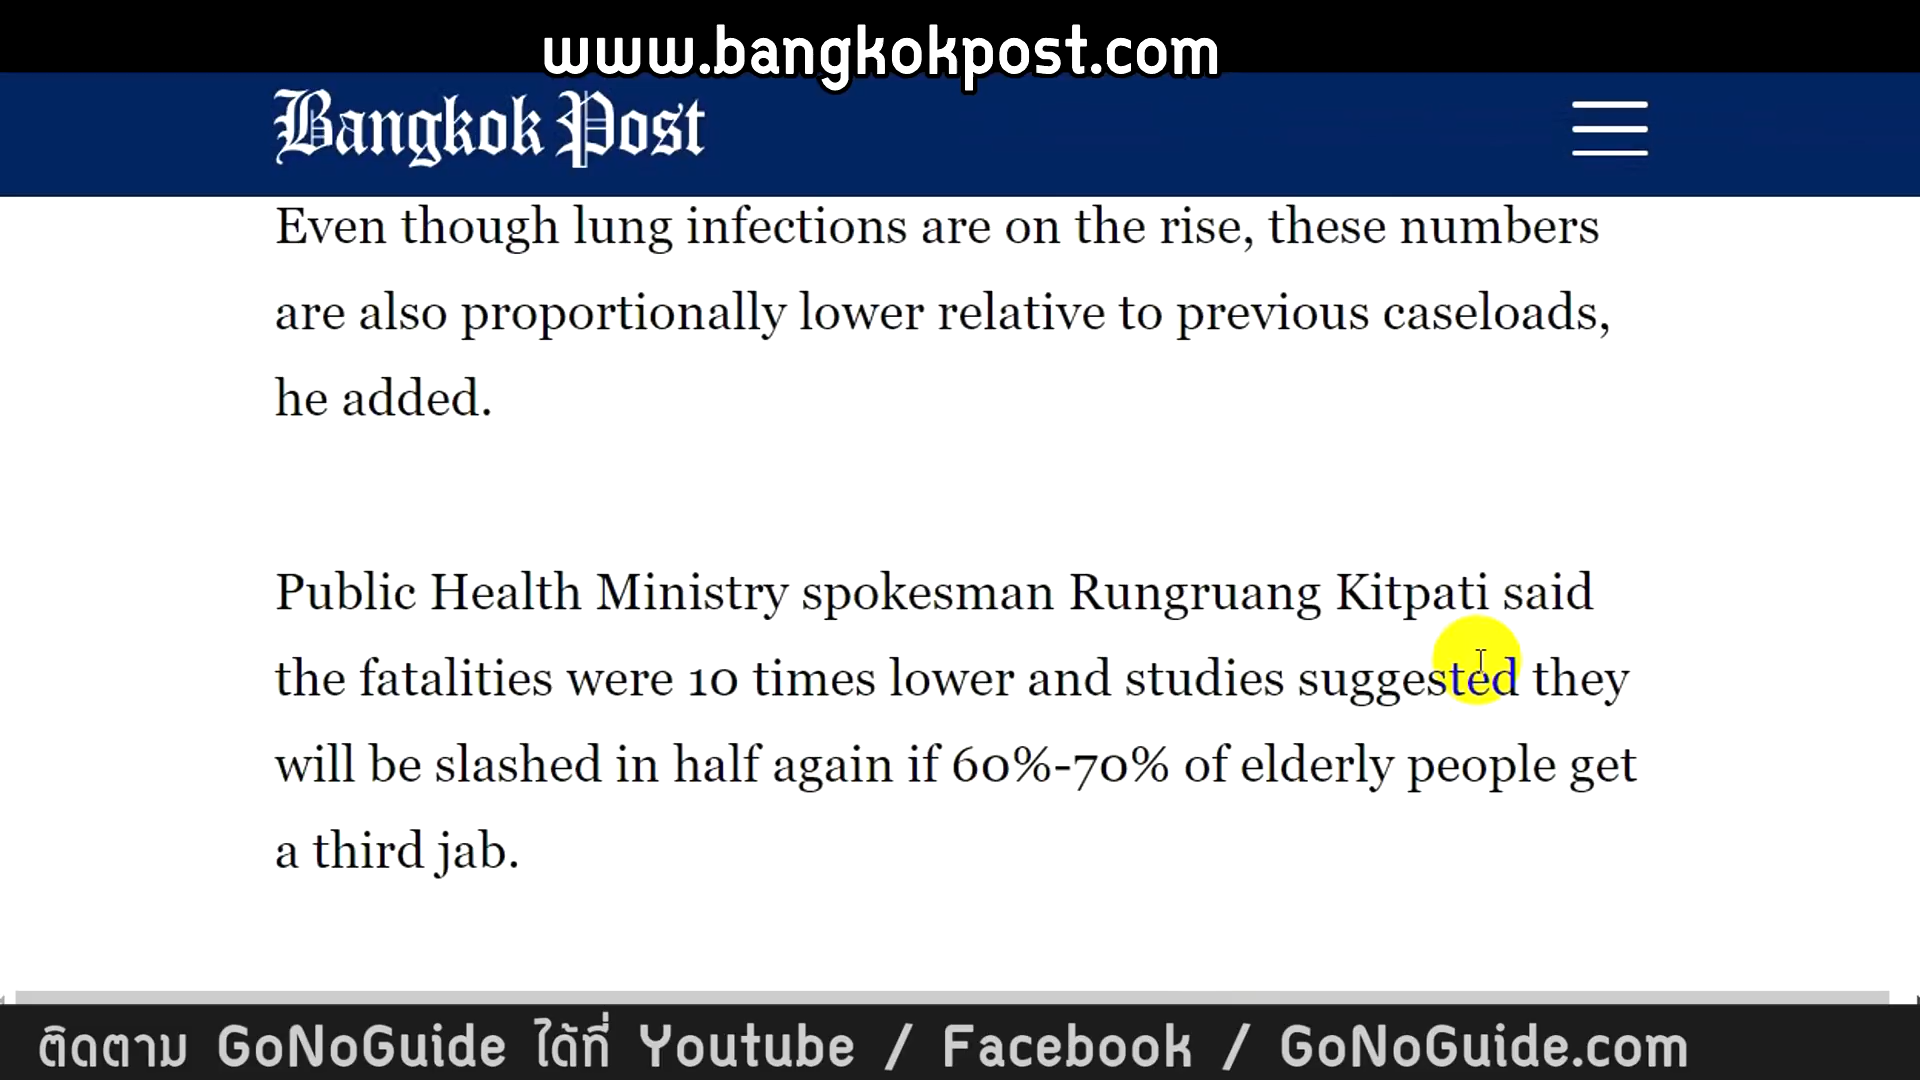 www.bangkokpost.com
Bangkok Post
Even though lung infections are on the rise, these numbers
are also proportionally lower relative to previous caseloads,
he added.
Public Health Ministry spokesman Rungruang Kitpati said
the fatalities were 10 times lower and studies suggested they
will be slashed in half again if 60%-70% of elderly people get
a third jab.
ติดตาม GoNoGuide ได้ที่ Youtube / Facebook / GoNoGuide.com